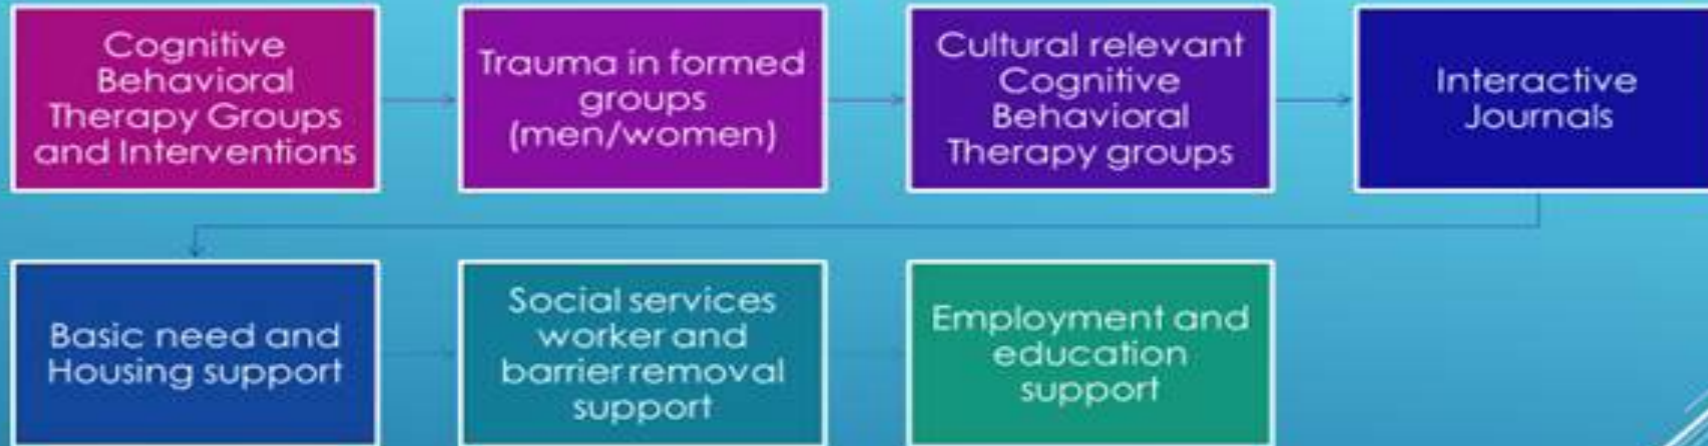 Cognitive
Behavioral
Therapy Groups
and Interventions
Trauma in formed
groups
(men/women)
Cultural relevant
Cognitive
Behavioral
Therapy groups
Interactive
Journals
Basic need and
Housing support
Social services
worker and
barrier removal
support
Employment and
education
support